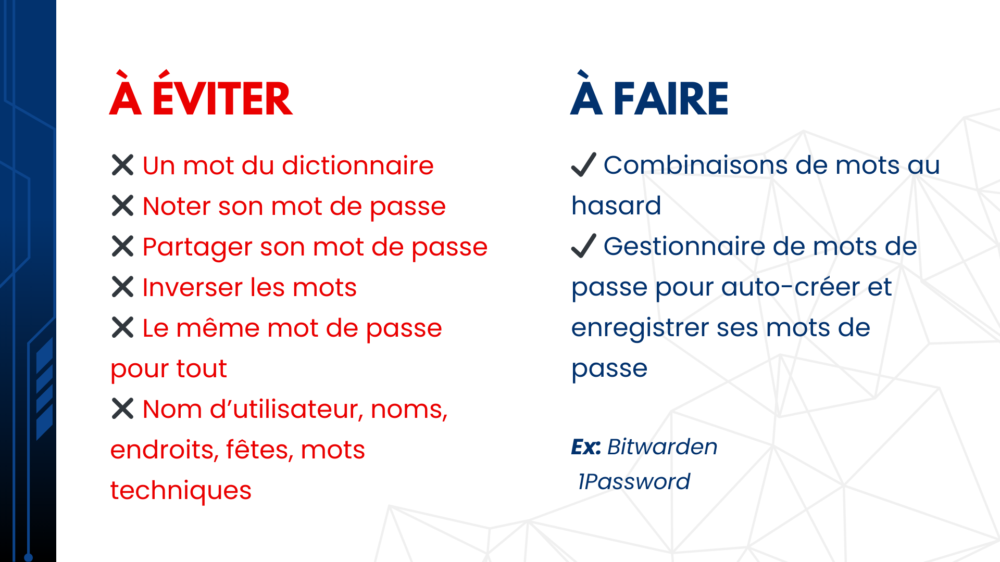 À ÉVITER
❌ Un mot du dictionnaire
❌ Noter son mot de passe
❌ Partager son mot de passe
❌ Inverser les mots
❌ Le même mot de passe
pour tout
❌ Nom d’utilisateur, noms,
endroits, fêtes, mots
techniques
À FAIRE
✔ Combinaisons de mots au
hasard
✔ Gestionnaire de mots de
passe pour auto-créer et
enregistrer ses mots de
passe
Ex: Bitwarden
1Password